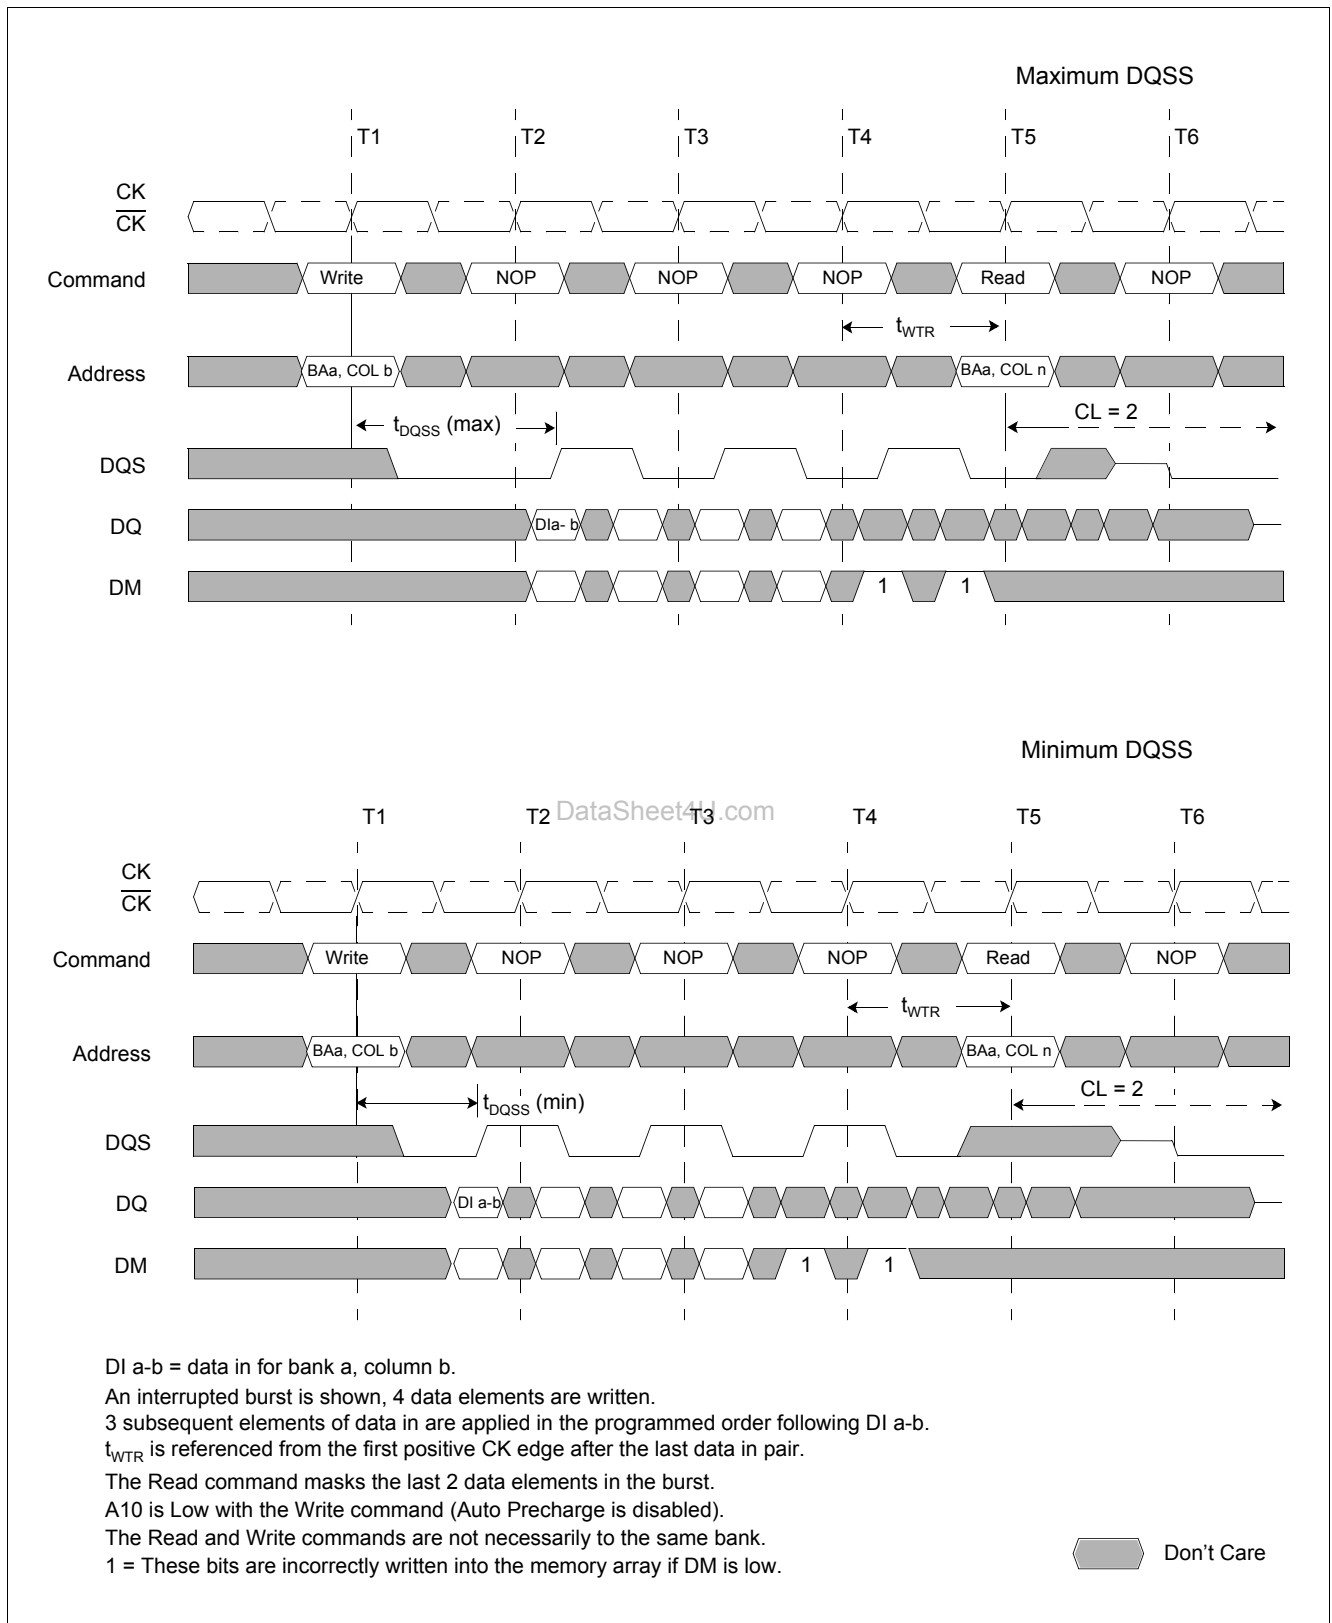 Maximum DQSS
T1 T2 T3 T4 T5 T6
CK
CK
Command Write NOP NOP NOP Read NOP
tWTR
Address BAa, COL b BAa, COL n
tDQSS (max) CL = 2
DQS
DQ DIa- b
DM 1 1
Minimum DQSS
T1 T2 T3 T4 T5 T6
DataSheet4U.com
CK
CK
Command Write NOP NOP NOP Read NOP
tWTR
Address BAa, COL b BAa, COL n
tDQSS (min) CL = 2
DQS
DQ DI a-b
DM 1 1
DI a-b = data in for bank a, column b.
An interrupted burst is shown, 4 data elements are written.
3 subsequent elements of data in are applied in the programmed order following DI a-b.
tWTR is referenced from the first positive CK edge after the last data in pair.
The Read command masks the last 2 data elements in the burst.
A10 is Low with the Write command (Auto Precharge is disabled).
The Read and Write commands are not necessarily to the same bank.
1 = These bits are incorrectly written into the memory array if DM is low.
Don't Care